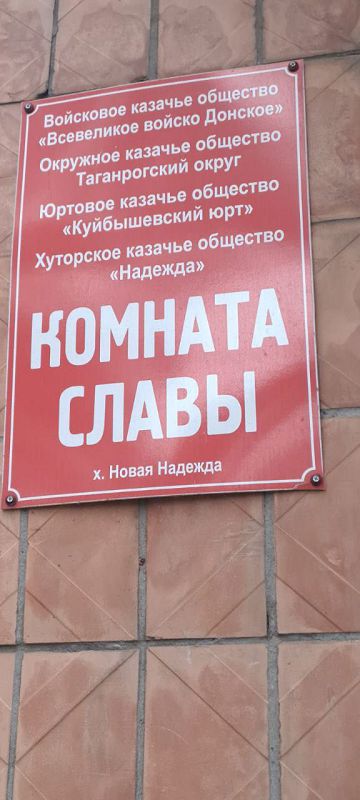 Войсковое казачье общество
«Всевеликое войско Донское»
Окружное казачье общество
Таганрогский округ
Юртовое казачье общество
«Куйбышевский юрт»
Хуторское казачье общество
«Надежда»
КОМНАТА
СЛАВЫ
х. Новая Надежда